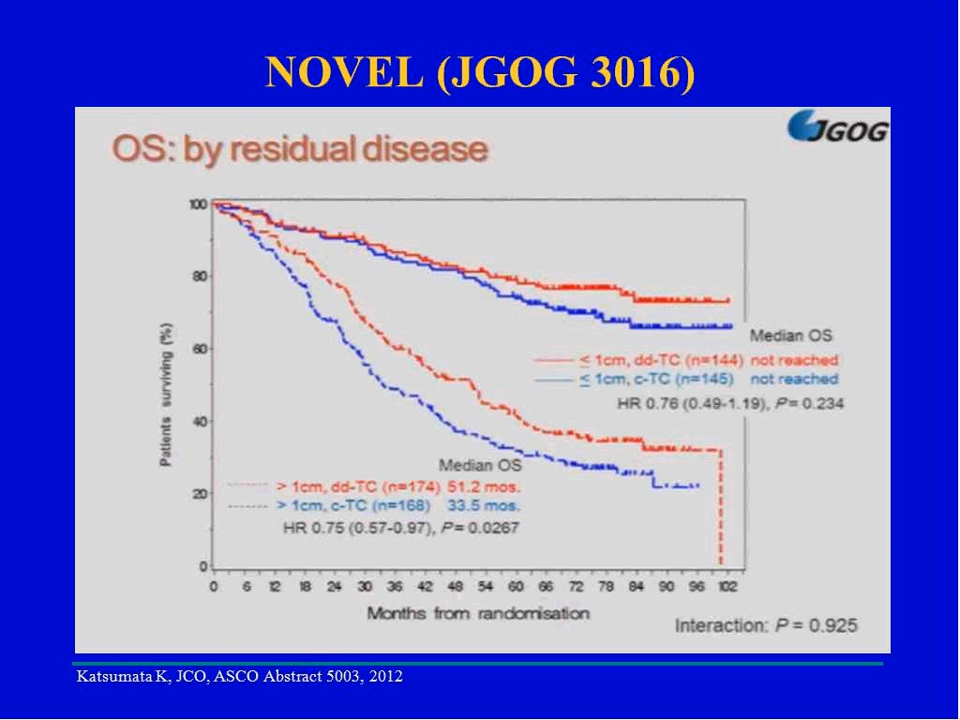 NOVEL (JGOG 3016)
JGOG
OS: by residual disease
100
80
60
40
20
0
Patients surviving (%)
Median OS
≤ 1cm, dd-TC (n=144) not reached
≤ 1cm, c-TC (n=145) not reached
HR 0.76 (0.49-1.19), P= 0.234
Median OS
> 1cm, dd-TC (n=174) 51.2 mos.
> 1cm, c-TC (n=168) 33.5 mos.
HR 0.75 (0.57-0.97), P= 0.0267
0 6 12 18 24 30 36 42 48 54 60 66 72 78 84 90 96 102
Months from randomisation
Interaction: P = 0.925
Katsumata K, JCO, ASCO Abstract 5003, 2012